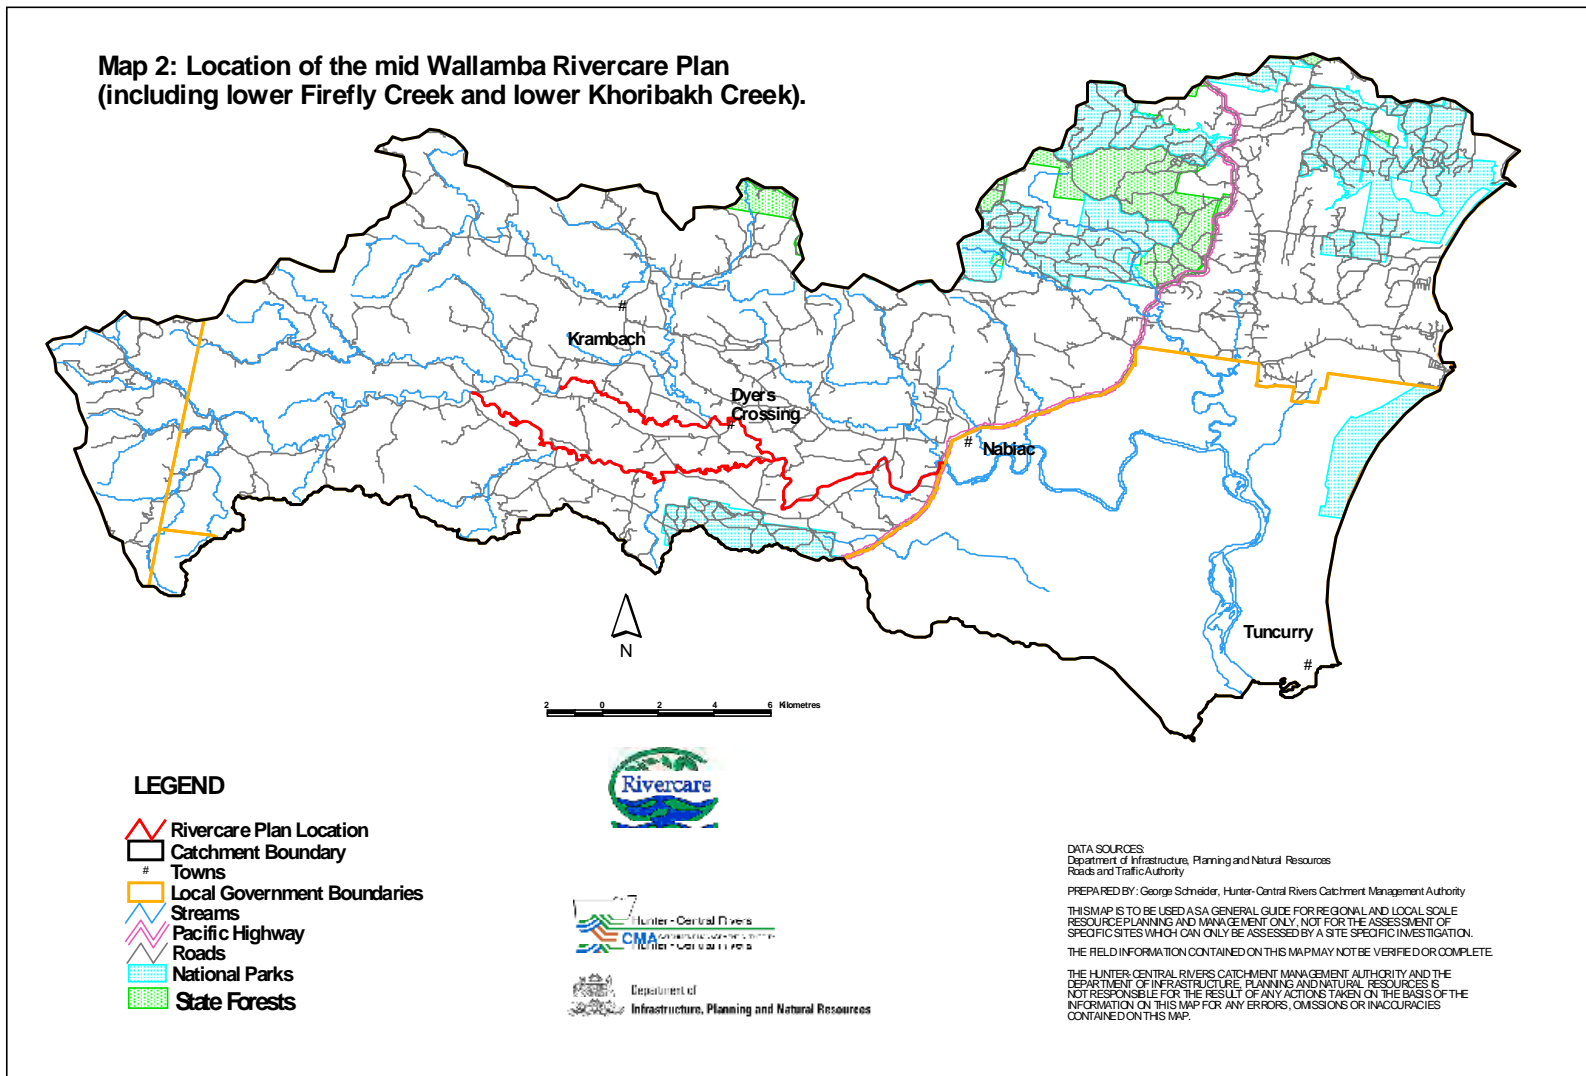 Map 2: Location of the mid Wallamba Rivercare Plan
(including lower Firefly Creek and lower Khoribakh Creek).
#
Krambach
Dyers
Crossing
#
#
Nabiac
Tuncurry
#
N
2 0 2 4 6 Kilometres
Rivercare
LEGEND
Rivercare Plan Location
Catchment Boundary
# Towns
Local Government Boundaries
Streams
Pacific Highway
Roads
National Parks
State Forests
Hunter - Central Rivers
CMA
Hunter - Central Rivers
Department of
Infrastructure, Planning and Natural Resources
DATA SOURCES:
Department of Infrastructure, Planning and Natural Resources
Roads and Traffic Authority
PREPARED BY: George Schneider, Hunter-Central Rivers Catchment Management Authority
THIS MAP IS TO BE USED AS A GENERAL GUIDE FOR REGIONAL AND LOCAL SCALE
RESOURCE PLANNING AND MANAGEMENT ONLY, NOT FOR THE ASSESSMENT OF
SPECIFIC SITES WHICH CAN ONLY BE ASSESSED BY A SITE SPECIFIC INVESTIGATION.
THE FIELD INFORMATION CONTAINED ON THIS MAP MAY NOT BE VERIFIED OR COMPLETE.
THE HUNTER-CENTRAL RIVERS CATCHMENT MANAGEMENT AUTHORITY AND THE
DEPARTMENT OF INFRASTRUCTURE, PLANNING AND NATURAL RESOURCES IS
NOT RESPONSIBLE FOR THE RESULT OF ANY ACTIONS TAKEN ON THE BASIS OF THE
INFORMATION ON THIS MAP FOR ANY ERRORS, OMISSIONS OR INACCURACIES
CONTAINED ON THIS MAP.